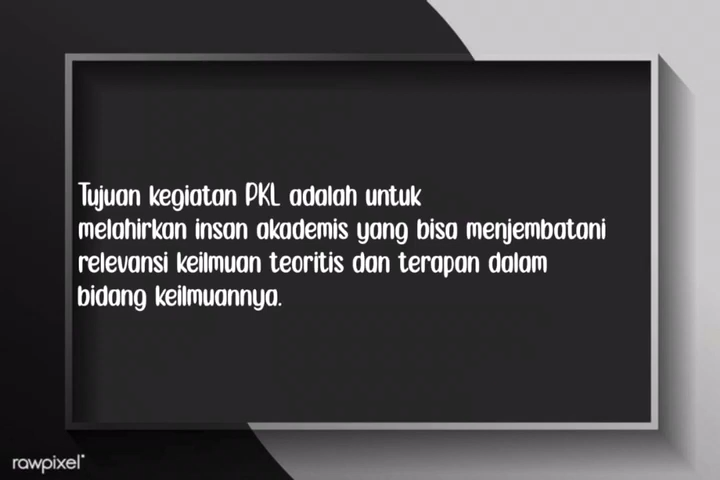 Tujuan kegiatan PKL adalah untuk
melahirkan insan akademis yang bisa menjembatani
relevansi keilmuan teoritis dan terapan dalam
bidang keilmuannya.
rawpixel